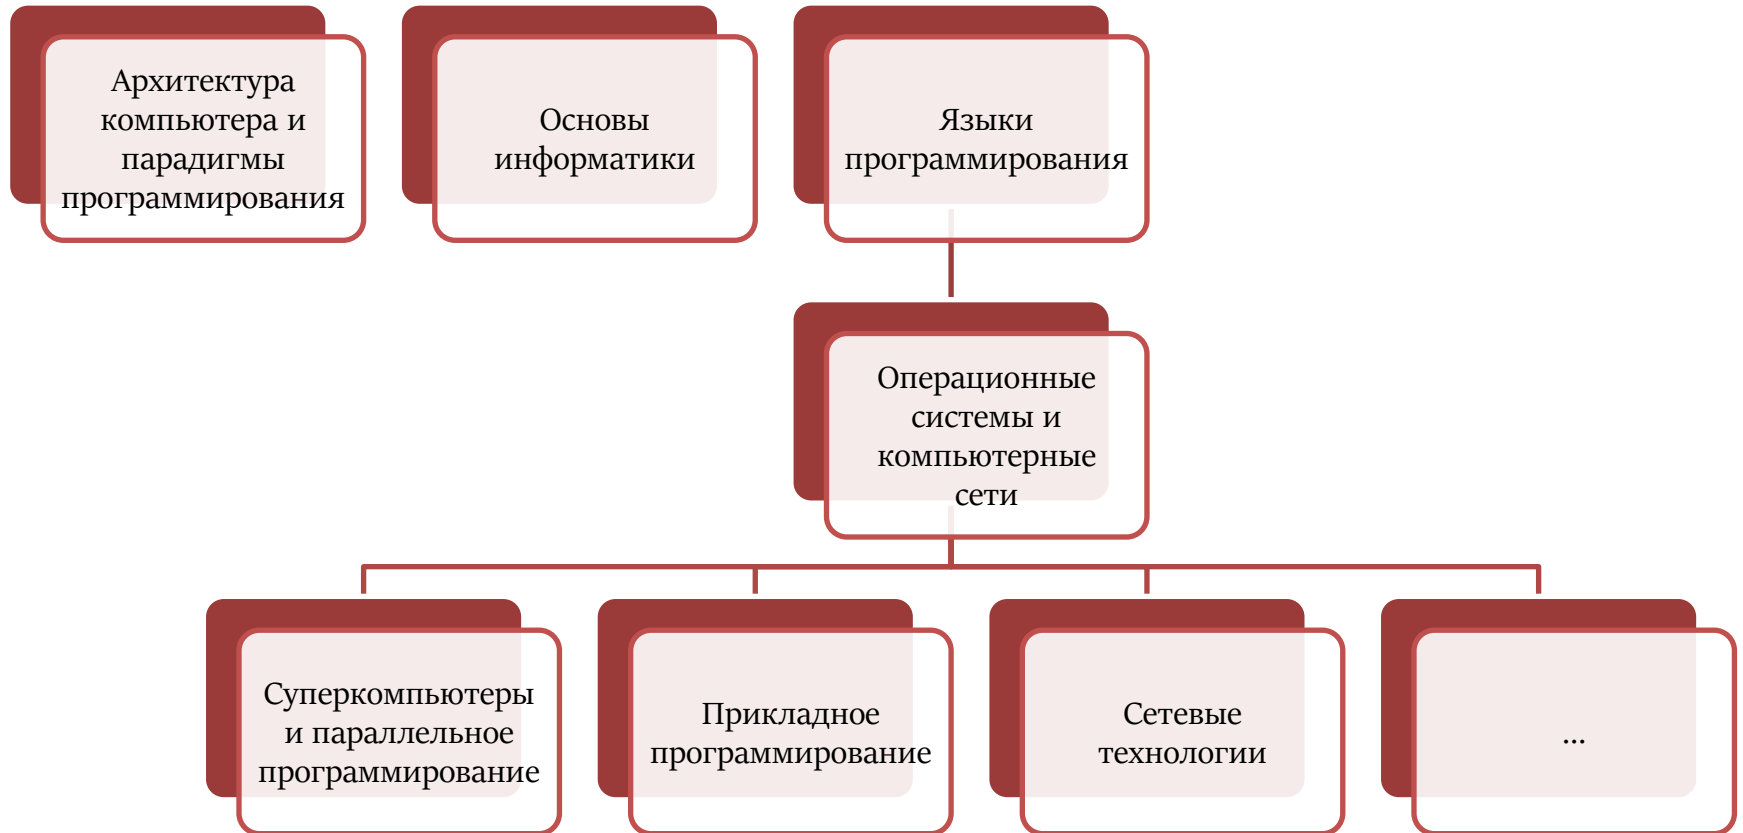 Архитектура
компьютера и
парадигмы
программирования
Основы
информатики
Языки
программирования
Операционные
системы и
компьютерные
сети
Суперкомпьютеры
и параллельное
программирование
Прикладное
программирование
Сетевые
технологии
...